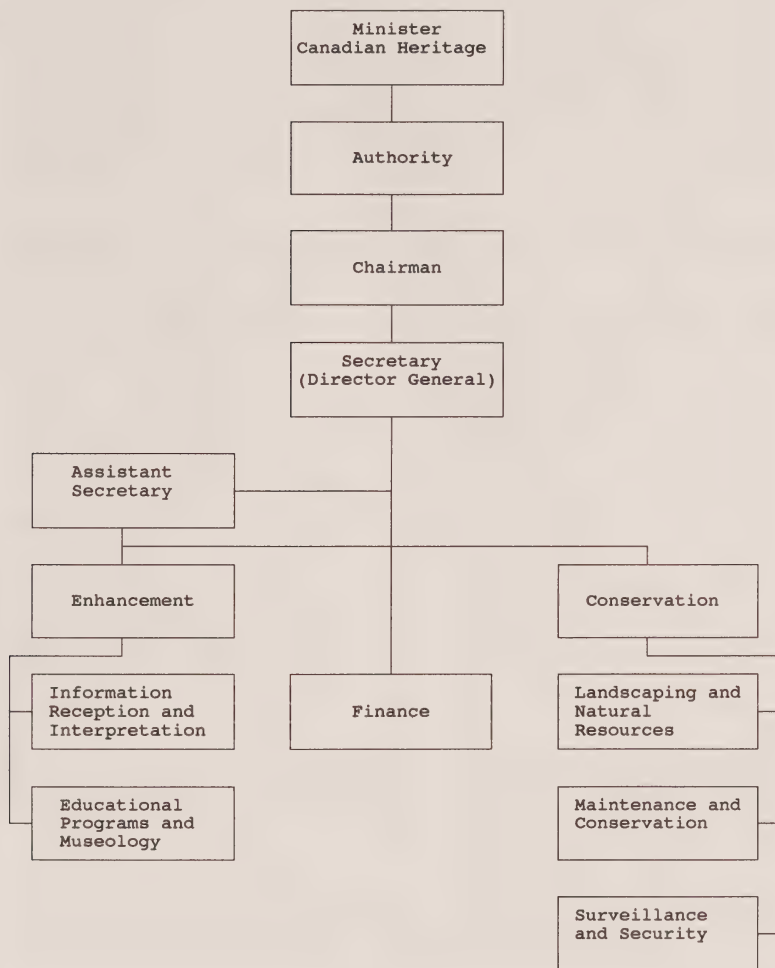 Minister
Canadian Heritage
Authority
Chairman
Secretary
(Director General)
Assistant
Secretary
Enhancement
Conservation
Information
Reception and
Interpretation
Finance
Landscaping and
Natural
Resources
Educational
Programs and
Museology
Maintenance and
Conservation
Surveillance
and Security